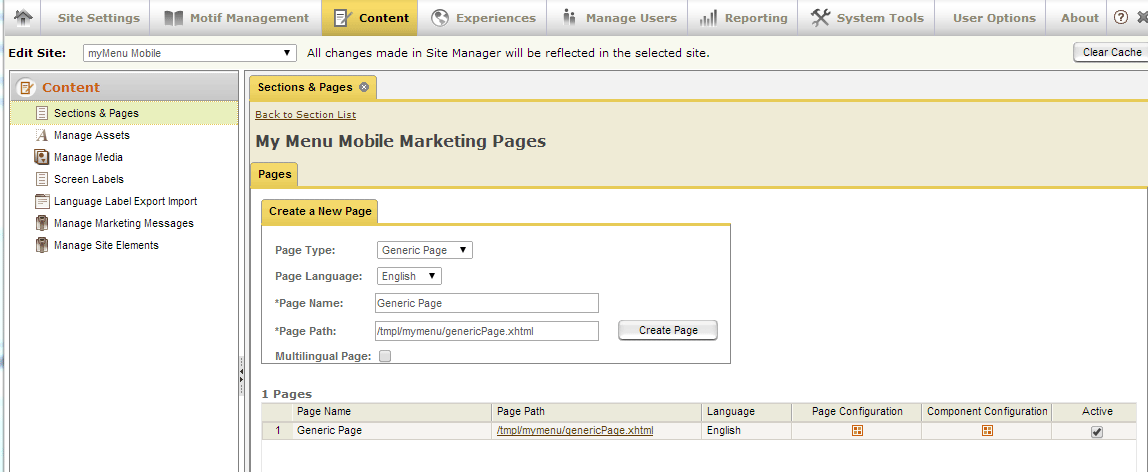 Site Settings Motif Management Content Experiences Manage Users Reporting System Tools User Options About ?
Edit Site: myMenu Mobile All changes made in Site Manager will be reflected in the selected site. Clear Cache
Content
Sections & Pages
Manage Assets
Manage Media
Screen Labels
Language Label Export Import
Manage Marketing Messages
Manage Site Elements
Sections & Pages
Back to Section List
My Menu Mobile Marketing Pages
Pages
Create a New Page
Page Type: Generic Page
Page Language: English
*Page Name: Generic Page
*Page Path: /tmpl/mymenu/genericPage.xhtml Create Page
Multilingual Page:
1 Pages
Page Name Page Path Language Page Configuration Component Configuration Active
1 Generic Page /tmpl/mymenu/genericPage.xhtml English